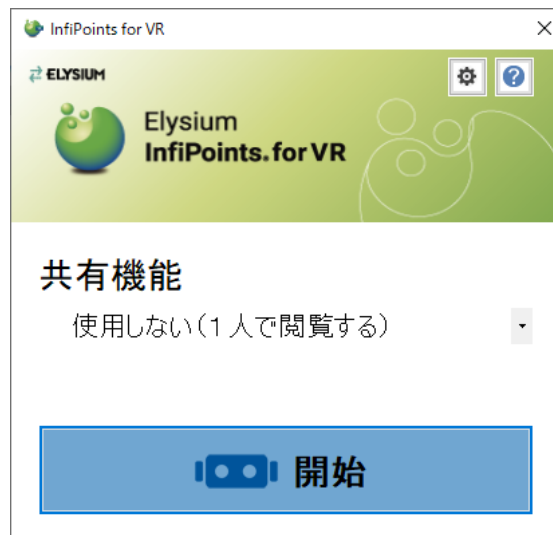 InfiPoints for VR
ELYSIUM
Elysium
InfiPoints.for VR
共有機能
使用しない(1人で閲覧する)
開始